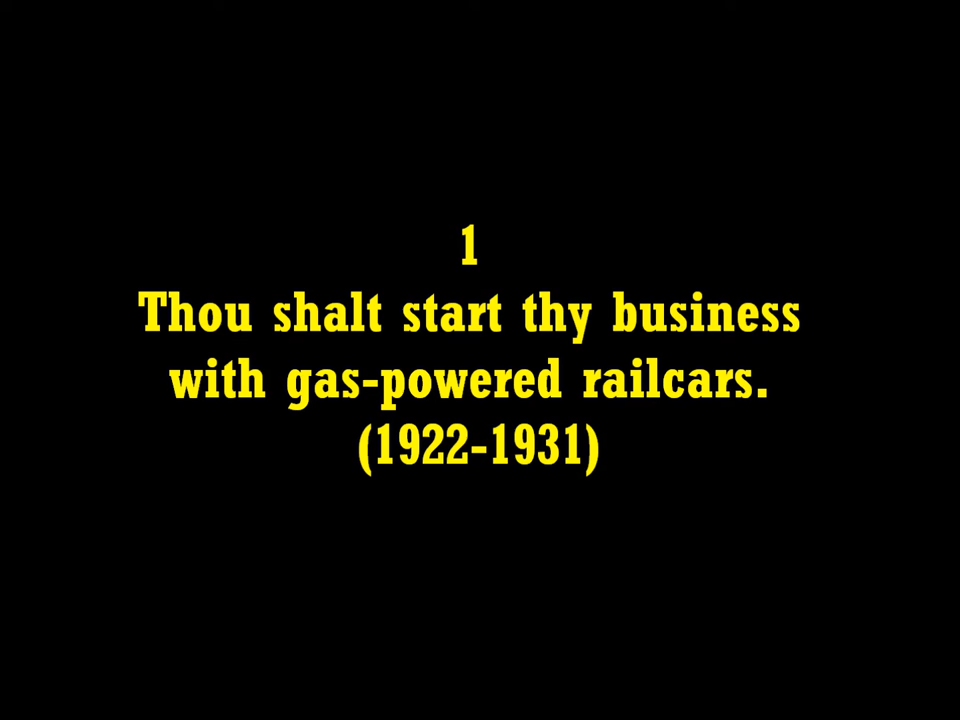 1
Thou shalt start thy business
with gas-powered railcars.
(1922-1931)